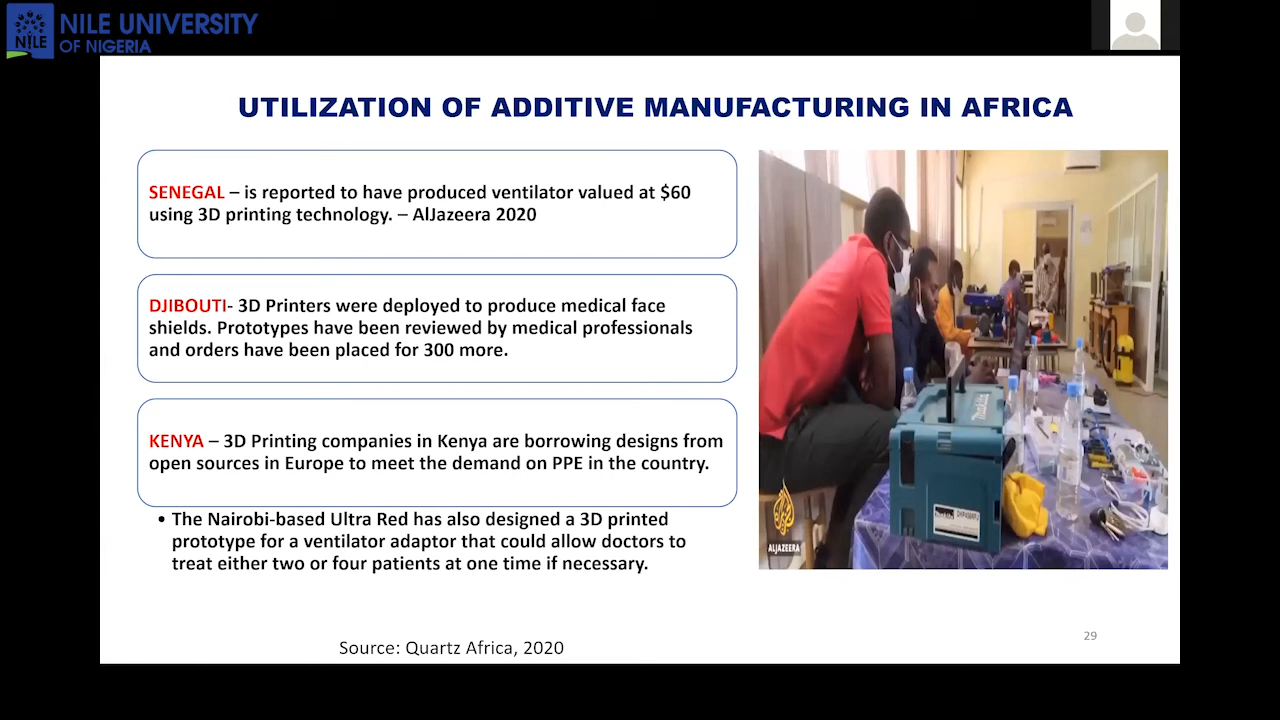 NILE UNIVERSITY
OF NIGERIA
NILE
UTILIZATION OF ADDITIVE MANUFACTURING IN AFRICA
SENEGAL – is reported to have produced ventilator valued at $60
using 3D printing technology. – AlJazeera 2020
DJIBOUTI- 3D Printers were deployed to produce medical face
shields. Prototypes have been reviewed by medical professionals
and orders have been placed for 300 more.
KENYA – 3D Printing companies in Kenya are borrowing designs from
open sources in Europe to meet the demand on PPE in the country.
• The Nairobi-based Ultra Red has also designed a 3D printed
prototype for a ventilator adaptor that could allow doctors to
treat either two or four patients at one time if necessary.
Makita
ALJAZEERA
Source: Quartz Africa, 2020
29